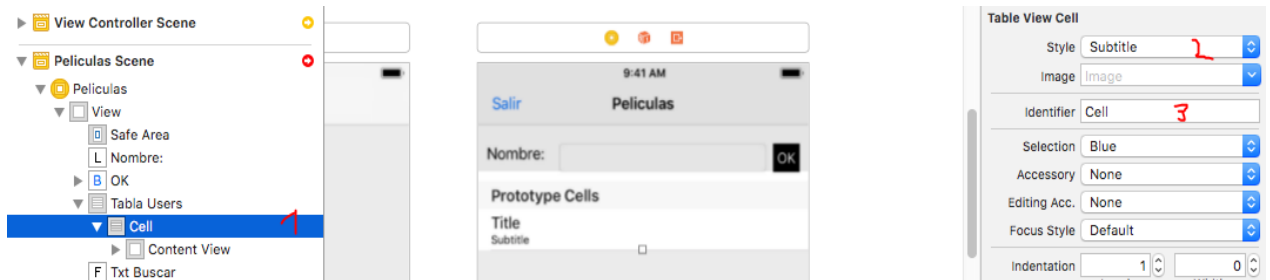 View Controller Scene
Peliculas Scene
Peliculas
View
Safe Area
L Nombre:
B OK
Tabla Users
Cell 1
Content View
F Txt Buscar
9:41 AM
Salir Peliculas
Nombre: OK
Prototype Cells
Title
Subtitle
Table View Cell
Style Subtitle 2
Image Image
Identifier Cell 3
Selection Blue
Accessory None
Editing Acc. None
Focus Style Default
Indentation 1 0